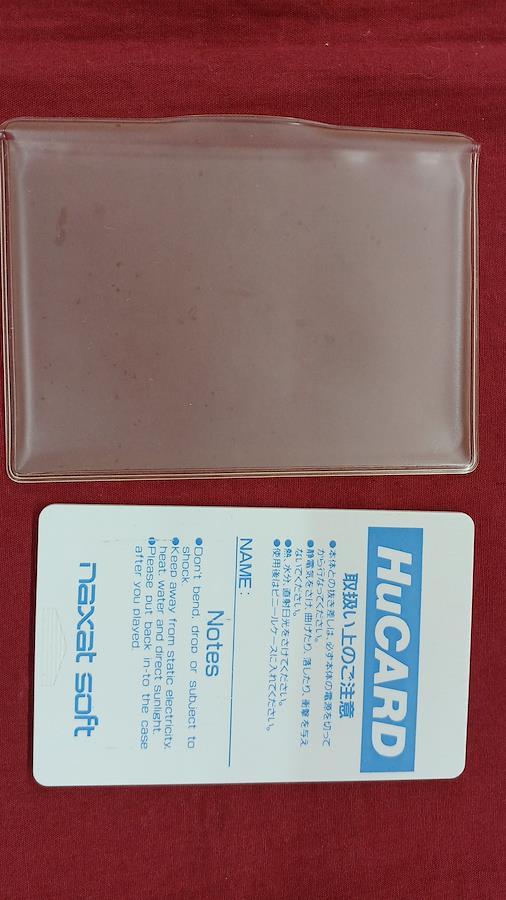 HuCARD
取扱い上のご注意
●本体との抜き差しは、必ず本体の電源を切って
から行なってください。
●静電気をさけ、曲げたり、落したり、衝撃を与え
ないでください。
●熱、水分、直射日光をさけてください。
●使用後はビニールケースに入れてください。
NAME:
Notes
●Don't bend, drop or subject to
shock.
●Keep away from static electricity,
heat, water and direct sunlight.
●Please put back in-to the case
after you played.
naxat soft